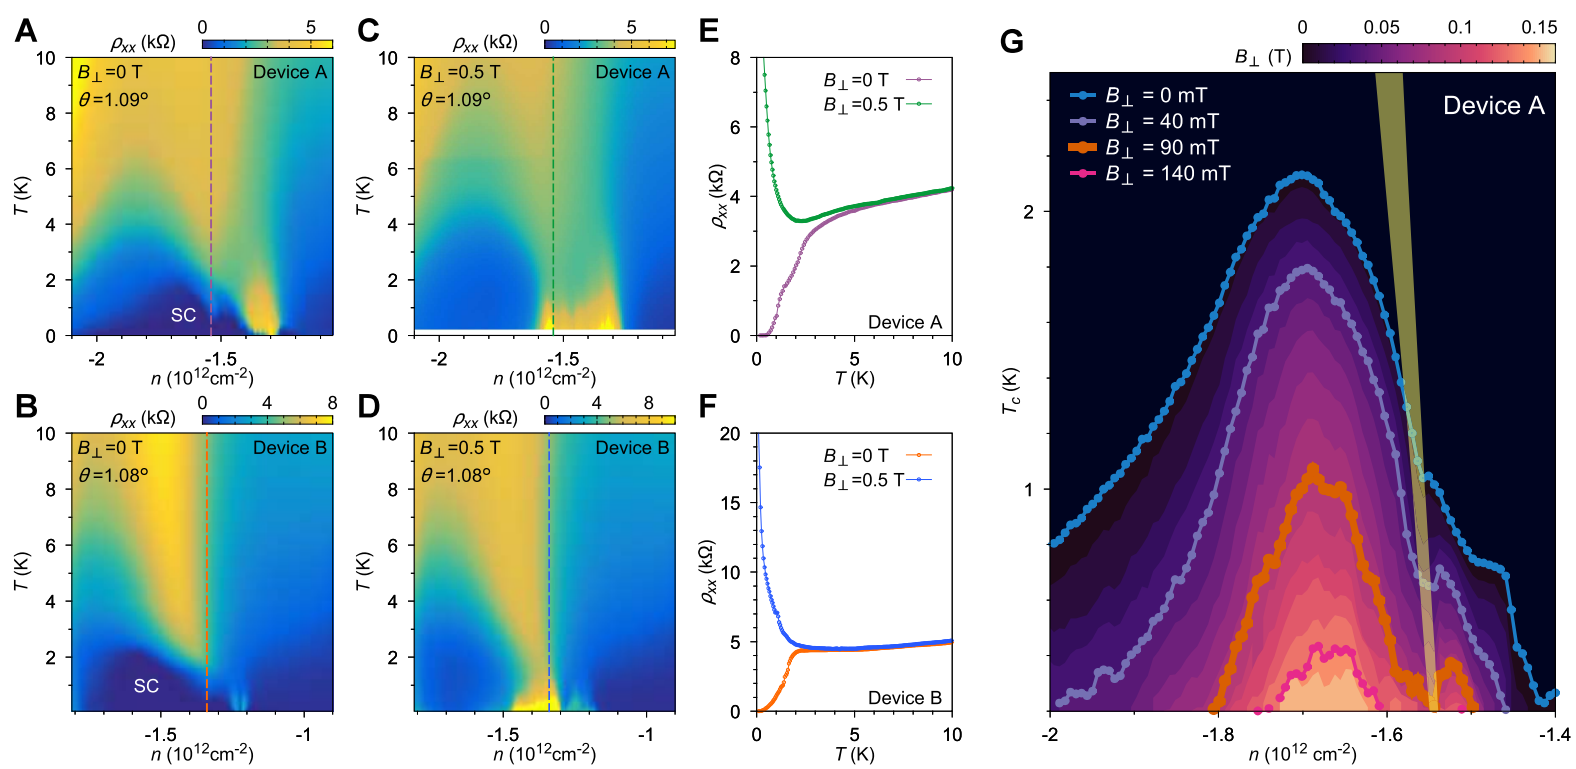 A
ρxx (kΩ)
0 5
B⊥=0 T
Device A
θ=1.09°
SC
10
8
6
4
2
0
T (K)
-2 -1.5
n (10¹²cm⁻²)
C
ρxx (kΩ)
0 5
B⊥=0.5 T
Device A
θ=1.09°
10
8
6
4
2
0
T (K)
-2 -1.5
n (10¹²cm⁻²)
E
8
6
4
2
0
ρxx (kΩ)
B⊥=0 T
B⊥=0.5 T
Device A
0 5 10
T (K)
B
ρxx (kΩ)
0 4 8
B⊥=0 T
Device B
θ=1.08°
SC
10
8
6
4
2
T (K)
-1.5 -1
n (10¹²cm⁻²)
D
ρxx (kΩ)
0 4 8
B⊥=0.5 T
Device B
θ=1.08°
10
8
6
4
2
T (K)
-1.5 -1
n (10¹²cm⁻²)
F
20
15
10
5
0
ρxx (kΩ)
B⊥=0 T
B⊥=0.5 T
Device B
0 5 10
T (K)
G
0 0.05 0.1 0.15
B⊥ (T)
B⊥ = 0 mT
B⊥ = 40 mT
B⊥ = 90 mT
B⊥ = 140 mT
Device A
2
1
Tc (K)
-2 -1.8 -1.6 -1.4
n (10¹² cm⁻²)